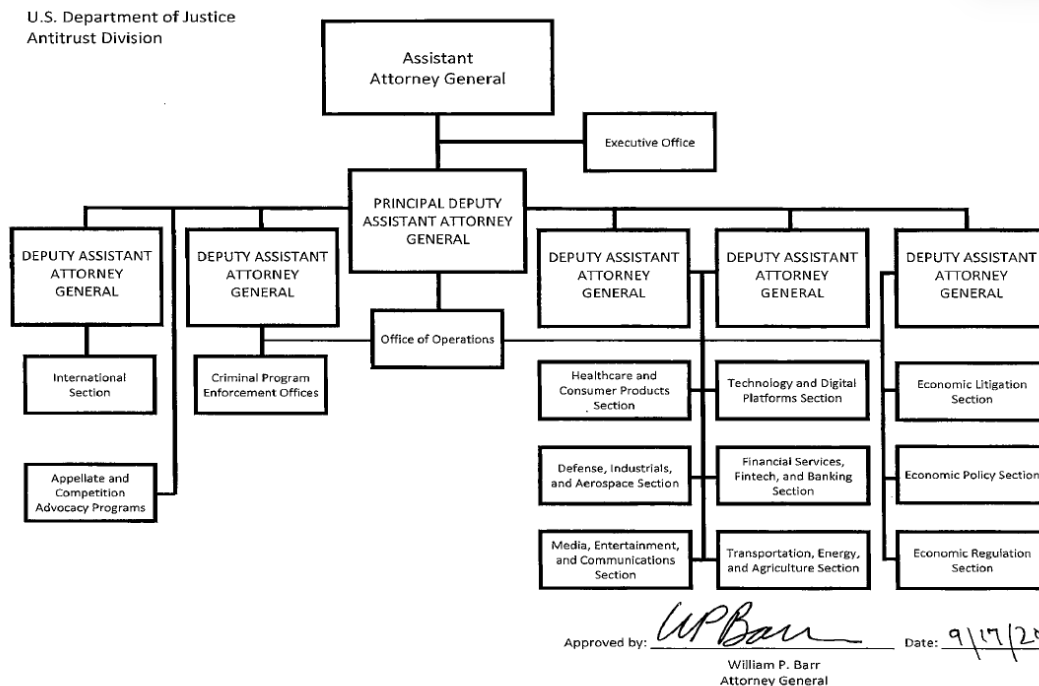 U.S. Department of Justice
Antitrust Division
Assistant
Attorney General
Executive Office
PRINCIPAL DEPUTY
ASSISTANT ATTORNEY
GENERAL
DEPUTY ASSISTANT
ATTORNEY
GENERAL
DEPUTY ASSISTANT
ATTORNEY
GENERAL
DEPUTY ASSISTANT
ATTORNEY
GENERAL
DEPUTY ASSISTANT
ATTORNEY
GENERAL
DEPUTY ASSISTANT
ATTORNEY
GENERAL
Office of Operations
International
Section
Criminal Program
Enforcement Offices
Healthcare and
Consumer Products
Section
Technology and Digital
Platforms Section
Economic Litigation
Section
Appellate and
Competition
Advocacy Programs
Defense, Industrials,
and Aerospace Section
Financial Services,
Fintech, and Banking
Section
Economic Policy Section
Media, Entertainment,
and Communications
Section
Transportation, Energy,
and Agriculture Section
Economic Regulation
Section
Approved by: WPBarr Date: 9/17/20
William P. Barr
Attorney General